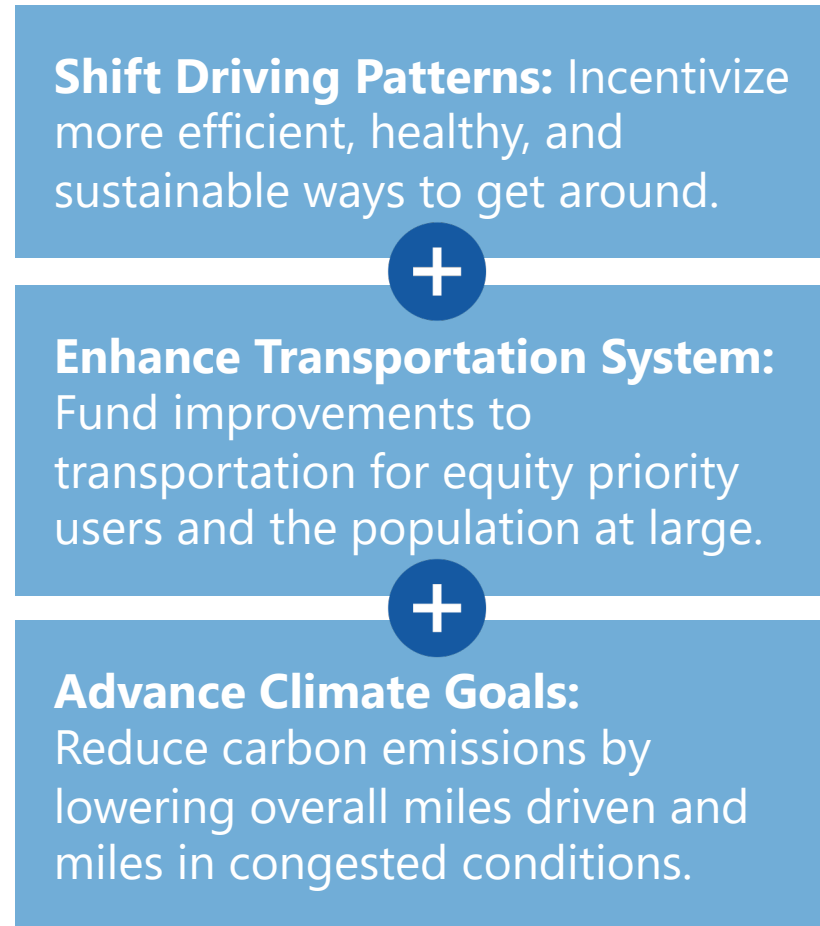 Shift Driving Patterns: Incentivize
more efficient, healthy, and
sustainable ways to get around.
+
Enhance Transportation System:
Fund improvements to
transportation for equity priority
users and the population at large.
+
Advance Climate Goals:
Reduce carbon emissions by
lowering overall miles driven and
miles in congested conditions.